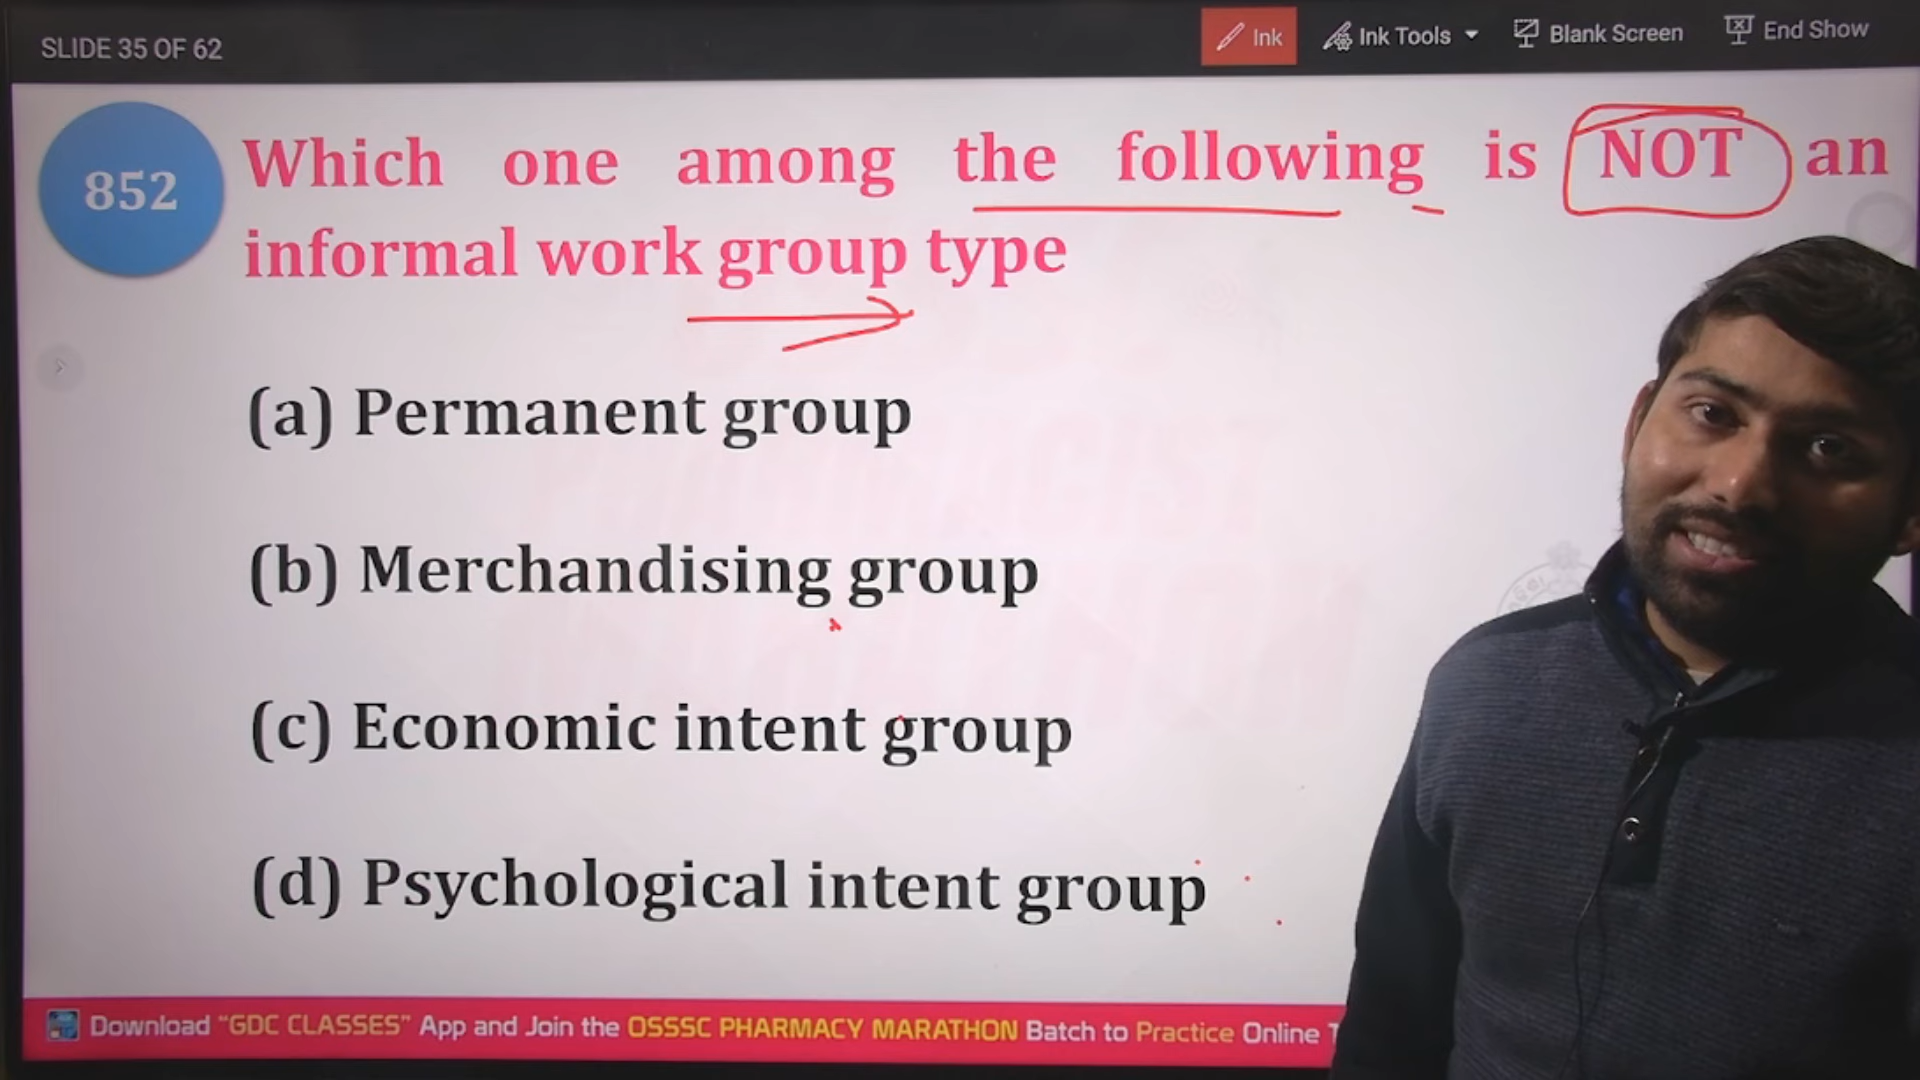 SLIDE 35 OF 62
Ink
Ink Tools
Blank Screen
End Show
852
Which one among the following is NOT an
informal work group type
(a) Permanent group
(b) Merchandising group
(c) Economic intent group
(d) Psychological intent group
Download "GDC CLASSES" App and Join the OSSSC PHARMACY MARATHON Batch to Practice Online